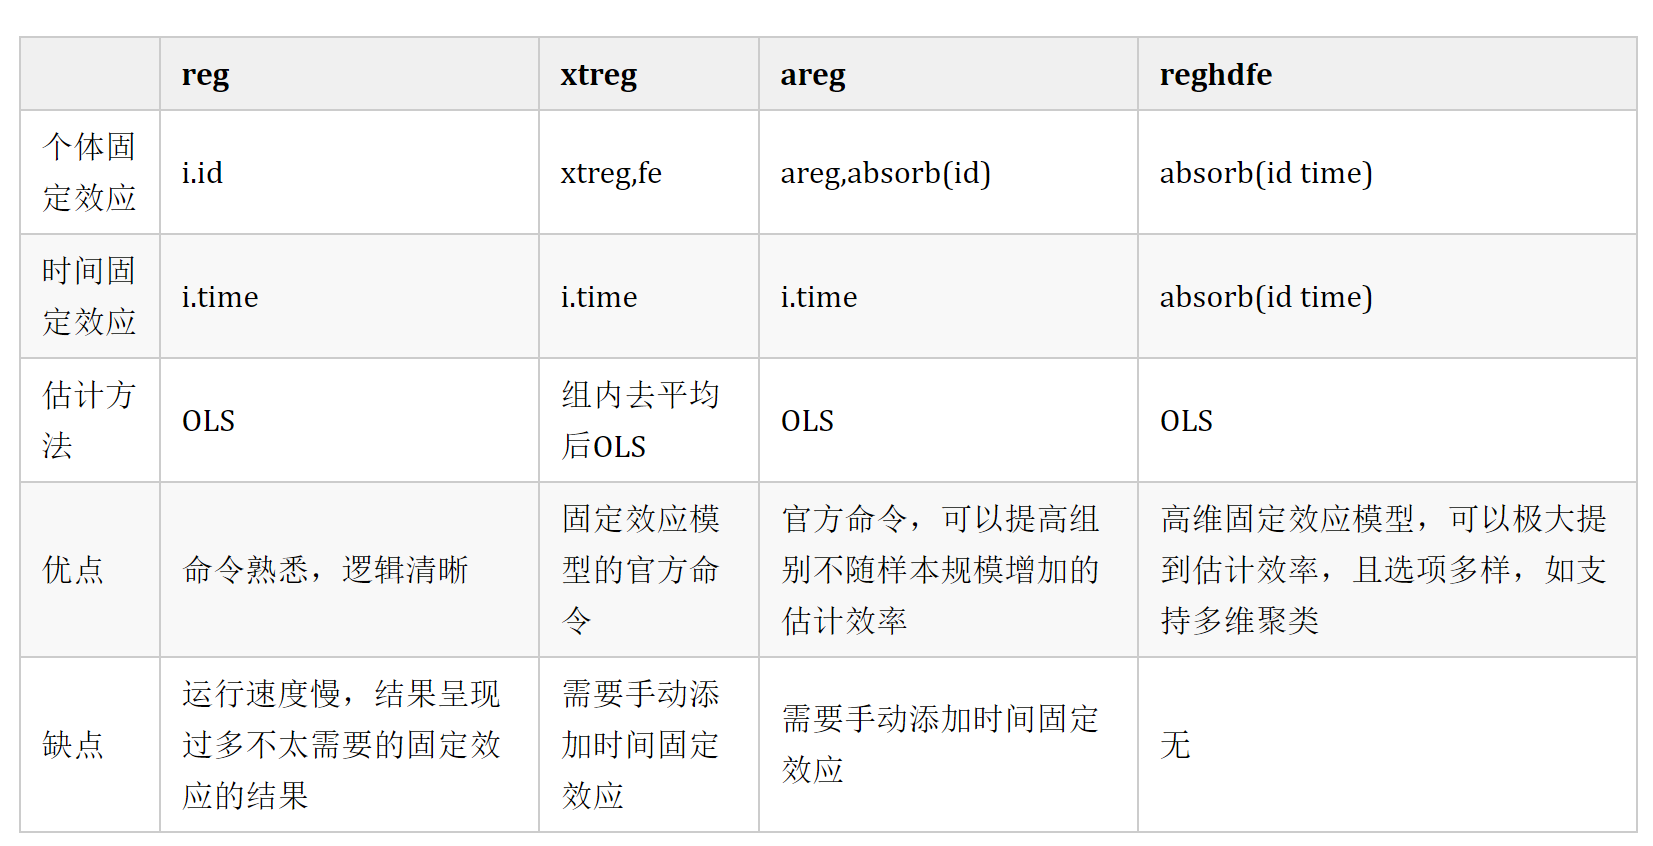 reg
xtreg
areg
reghdfe
个体固
定效应
i.id
xtreg,fe
areg,absorb(id)
absorb(id time)
时间固
定效应
i.time
i.time
i.time
absorb(id time)
估计方
法
OLS
组内去平均
后OLS
OLS
OLS
优点
命令熟悉，逻辑清晰
固定效应模
型的官方命
令
官方命令，可以提高组
别不随样本规模增加的
估计效率
高维固定效应模型，可以极大提
到估计效率，且选项多样，如支
持多维聚类
缺点
运行速度慢，结果呈现
过多不太需要的固定效
应的结果
需要手动添
加时间固定
效应
需要手动添加时间固定
效应
无